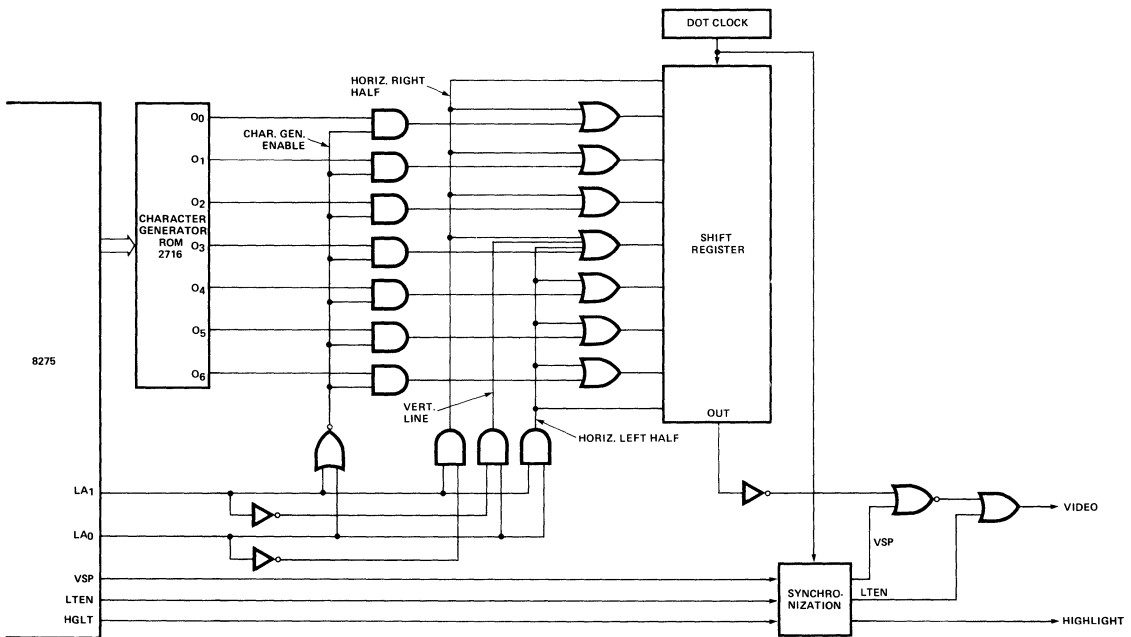 DOT CLOCK
HORIZ. RIGHT
HALF
CHAR. GEN.
ENABLE
O0
O1
O2
CHARACTER
GENERATOR
ROM
2716
O3
O4
O5
O6
SHIFT
REGISTER
8275
VERT.
LINE
OUT
HORIZ. LEFT HALF
LA1
LA0
VIDEO
VSP
VSP
LTEN
SYNCHRO-
NIZATION
LTEN
HGLT
HIGHLIGHT